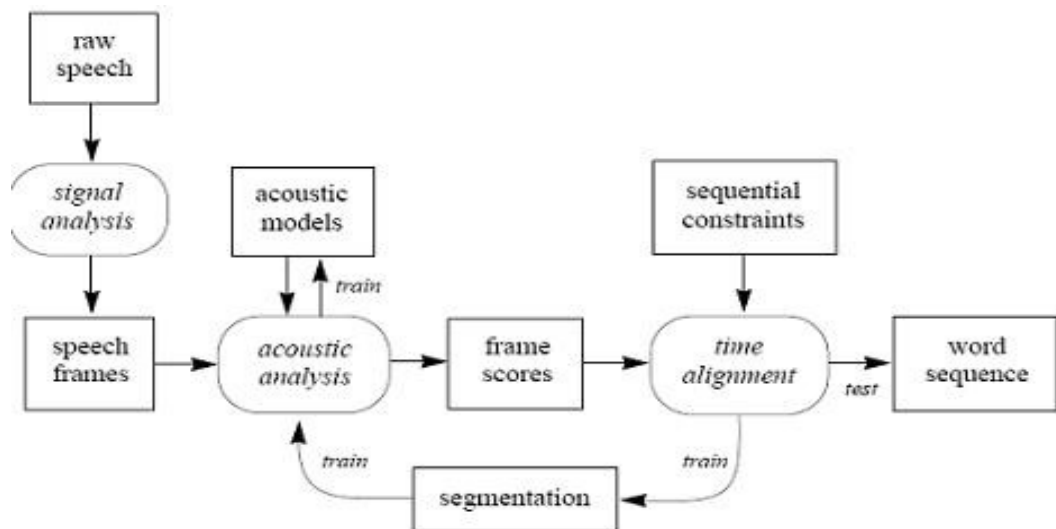 raw
speech
signal
analysis
acoustic
models
sequential
constraints
train
speech
frames
acoustic
analysis
frame
scores
time
alignment
test
word
sequence
train
segmentation
train